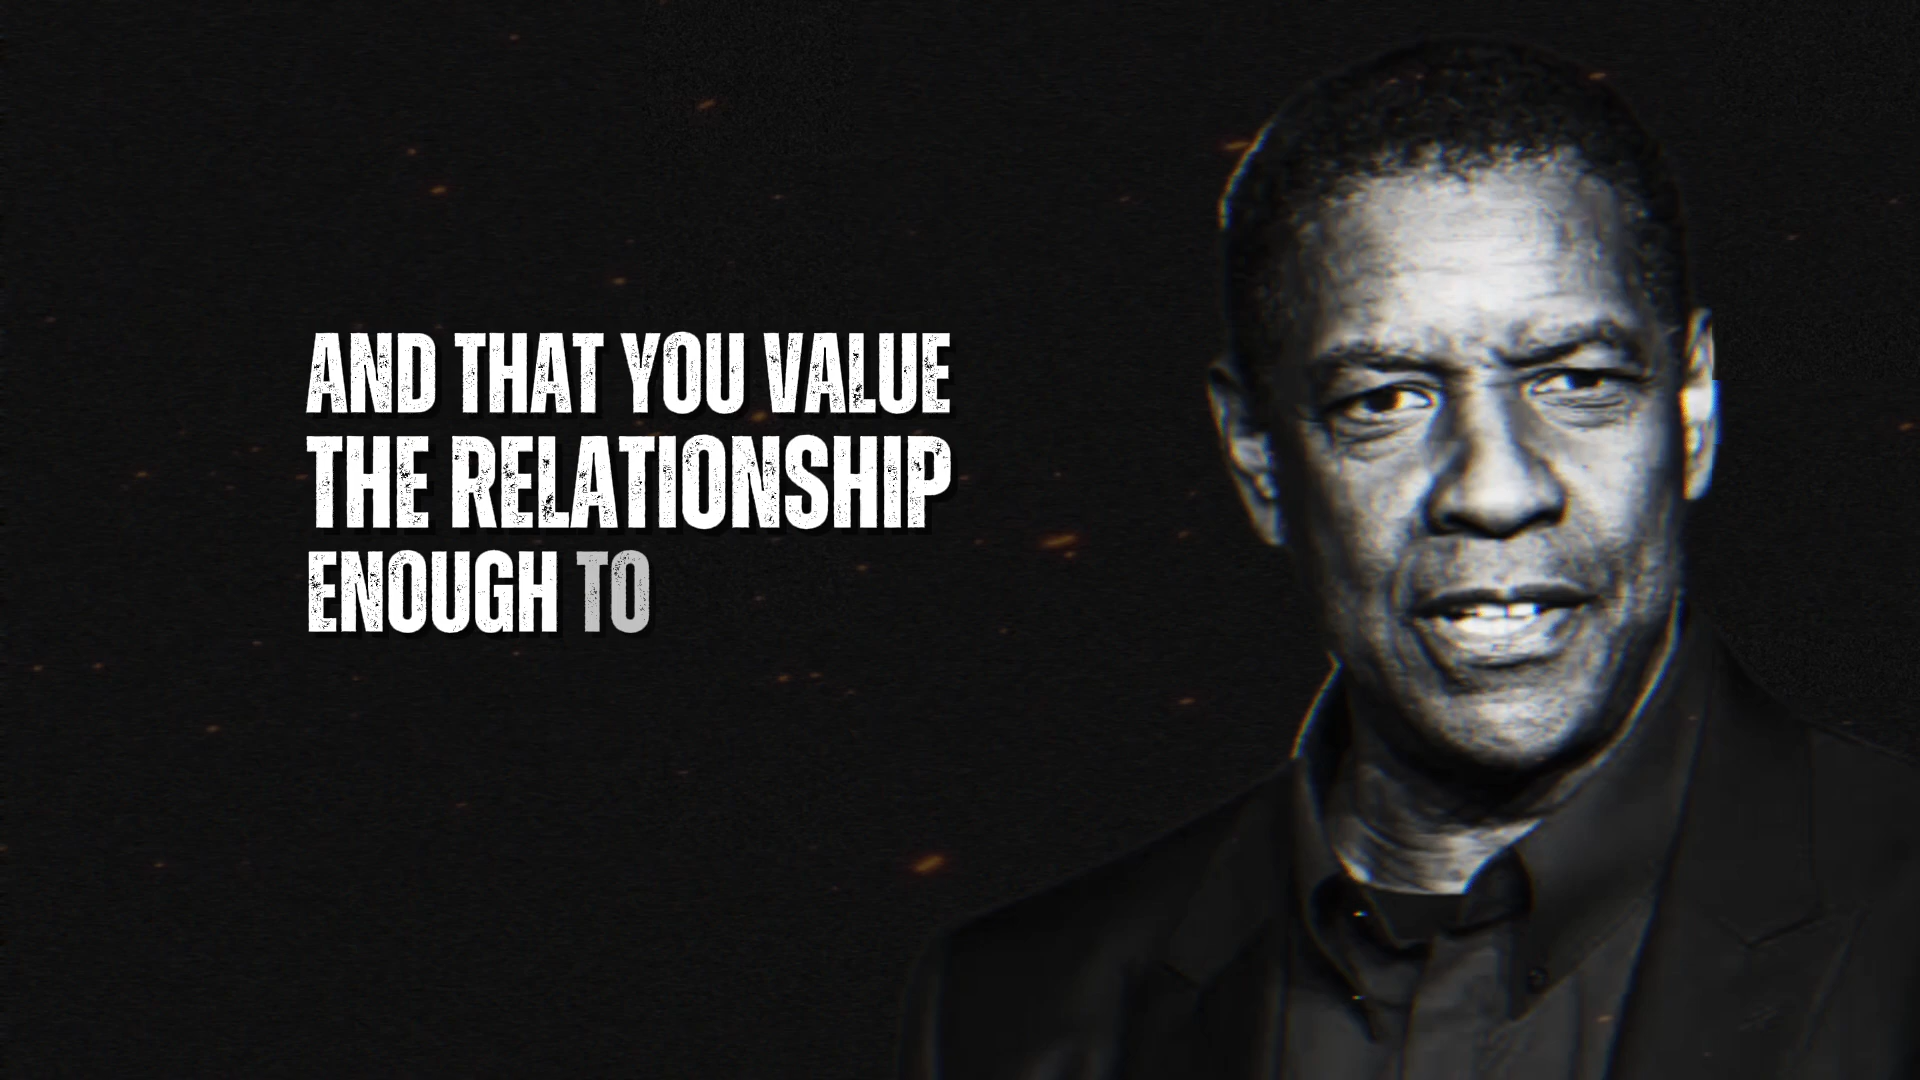 AND THAT YOU VALUE
THE RELATIONSHIP
ENOUGH TO